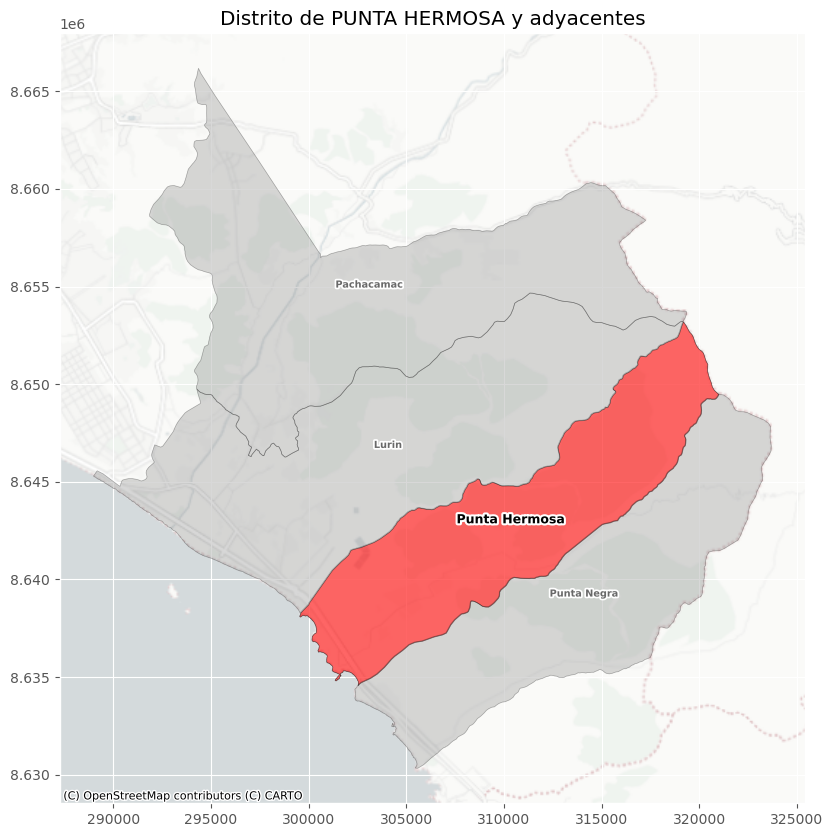 Distrito de PUNTA HERMOSA y adyacentes
1e6
8.665
8.660
8.655
8.650
8.645
8.640
8.635
8.630
Pachacamac
Lurin
Punta Hermosa
Punta Negra
(C) OpenStreetMap contributors (C) CARTO
290000 295000 300000 305000 310000 315000 320000 325000